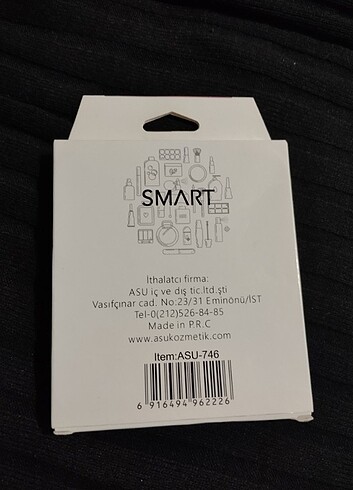 SMART
İthalatcı firma:
ASU iç ve dış tic.ltd.şti
Vasıfçınar cad. No:23/31 Eminönü/İST
Tel-0(212)526-84-85
Made in P.R.C
www.asukozmetik.com
Item:ASU-746
6 916494 962226